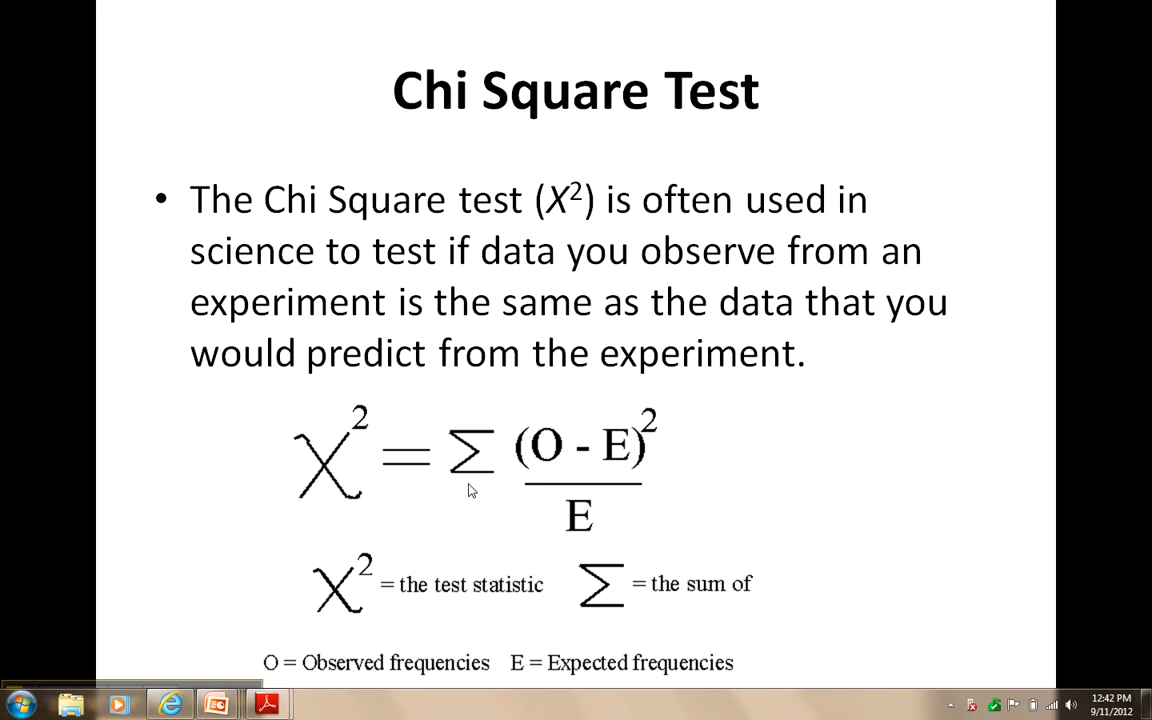 Chi Square Test
• The Chi Square test (X²) is often used in
science to test if data you observe from an
experiment is the same as the data that you
would predict from the experiment.
χ² = Σ (O - E)² / E
χ² = the test statistic Σ = the sum of
O = Observed frequencies E = Expected frequencies
12:42 PM
9/11/2012